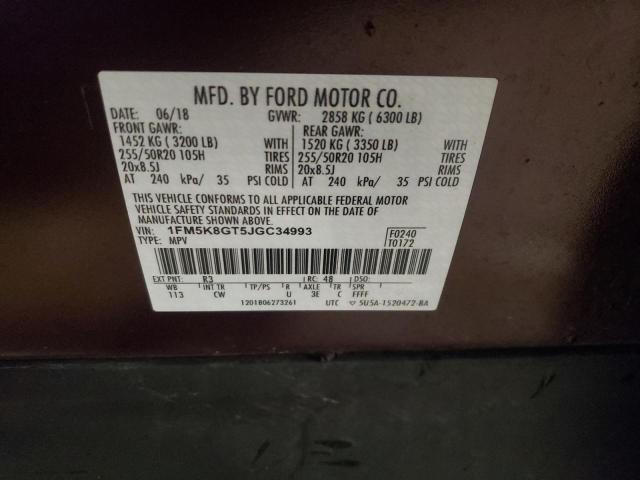 MFD. BY FORD MOTOR CO.
DATE: 06/18 GVWR: 2858 KG ( 6300 LB)
FRONT GAWR: REAR GAWR:
1452 KG ( 3200 LB) WITH 1520 KG ( 3350 LB) WITH
255/50R20 105H TIRES 255/50R20 105H TIRES
20x8.5J RIMS 20x8.5J RIMS
AT 240 kPa/ 35 PSI COLD AT 240 kPa/ 35 PSI COLD
THIS VEHICLE CONFORMS TO ALL APPLICABLE FEDERAL MOTOR
VEHICLE SAFETY STANDARDS IN EFFECT ON THE DATE OF
MANUFACTURE SHOWN ABOVE.
VIN: 1FM5K8GT5JGC34993 F0240
TYPE: MPV T0172
EXT PNT: R3 RC: 48 DSO:
WB INT TR TP/PS R AXLE TR SPR
113 CW U 3E C FFFF
1201806273261 UTC 5U5A-1520472-BA